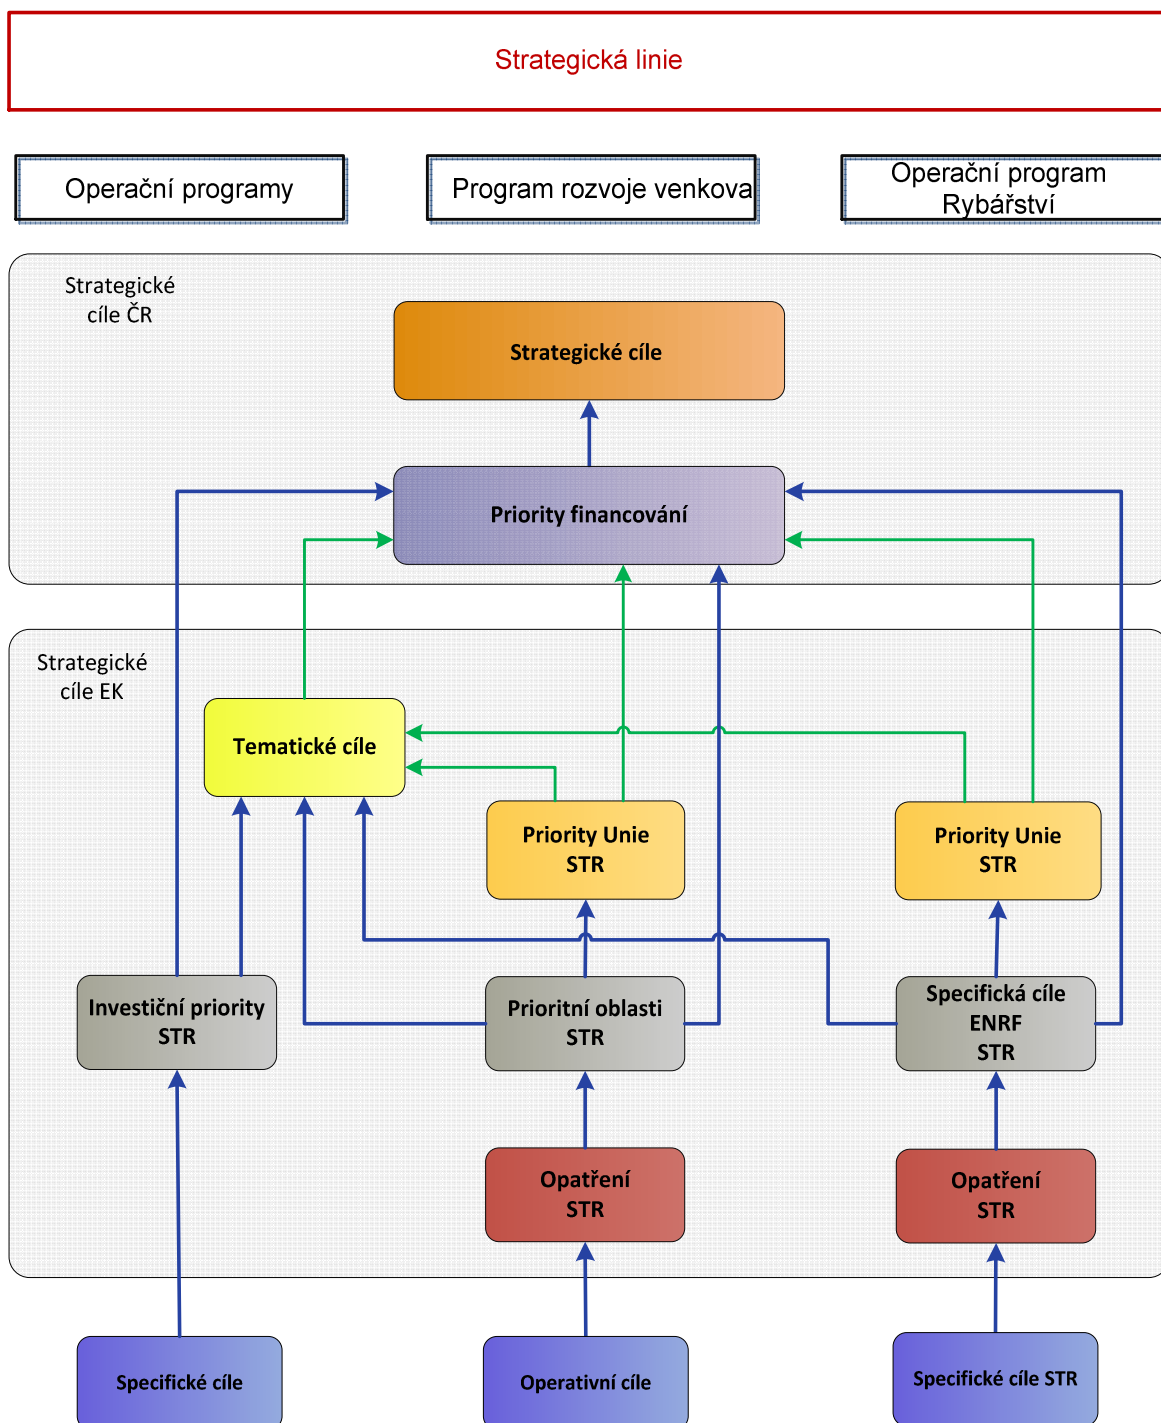 Strategická linie
Operační programy
Program rozvoje venkova
Operační program
Rybářství
Strategické
cíle ČR
Strategické cíle
Priority financování
Strategické
cíle EK
Tematické cíle
Priority Unie
STR
Priority Unie
STR
Investiční priority
STR
Prioritní oblasti
STR
Specifická cíle
ENRF
STR
Opatření
STR
Opatření
STR
Specifické cíle
Operativní cíle
Specifické cíle STR